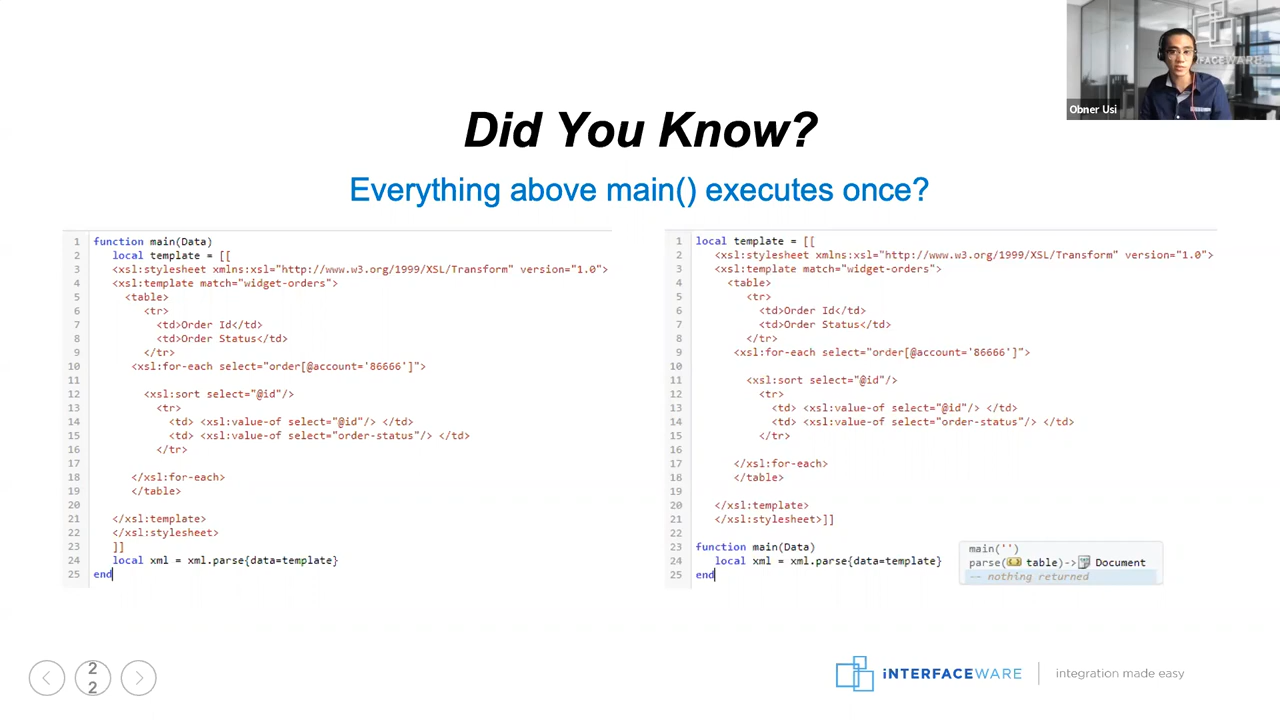 FACEWARE
Obner Usi
Did You Know?
Everything above main() executes once?
1 function main(Data)
2 local template = [[
3 <xsl:stylesheet xmlns:xsl="http://www.w3.org/1999/XSL/Transform" version="1.0">
4 <xsl:template match="widget-orders">
5 <table>
6 <tr>
7 <td>Order Id</td>
8 <td>Order Status</td>
9 </tr>
10 <xsl:for-each select="order[@account='86666']">
11
12 <xsl:sort select="@id"/>
13 <tr>
14 <td> <xsl:value-of select="@id"/> </td>
15 <td> <xsl:value-of select="order-status"/> </td>
16 </tr>
17
18 </xsl:for-each>
19 </table>
20
21 </xsl:template>
22 </xsl:stylesheet>
23 ]]
24 local xml = xml.parse{data=template}
25 end
1 local template = [[
2 <xsl:stylesheet xmlns:xsl="http://www.w3.org/1999/XSL/Transform" version="1.0">
3 <xsl:template match="widget-orders">
4 <table>
5 <tr>
6 <td>Order Id</td>
7 <td>Order Status</td>
8 </tr>
9 <xsl:for-each select="order[@account='86666']">
10
11 <xsl:sort select="@id"/>
12 <tr>
13 <td> <xsl:value-of select="@id"/> </td>
14 <td> <xsl:value-of select="order-status"/> </td>
15 </tr>
16
17 </xsl:for-each>
18 </table>
19
20 </xsl:template>
21 </xsl:stylesheet>]]
22
23 function main(Data)
24 local xml = xml.parse{data=template}
25 end
main('')
parse( table)-> Document
-- nothing returned
2
2
iNTERFACEWARE
integration made easy